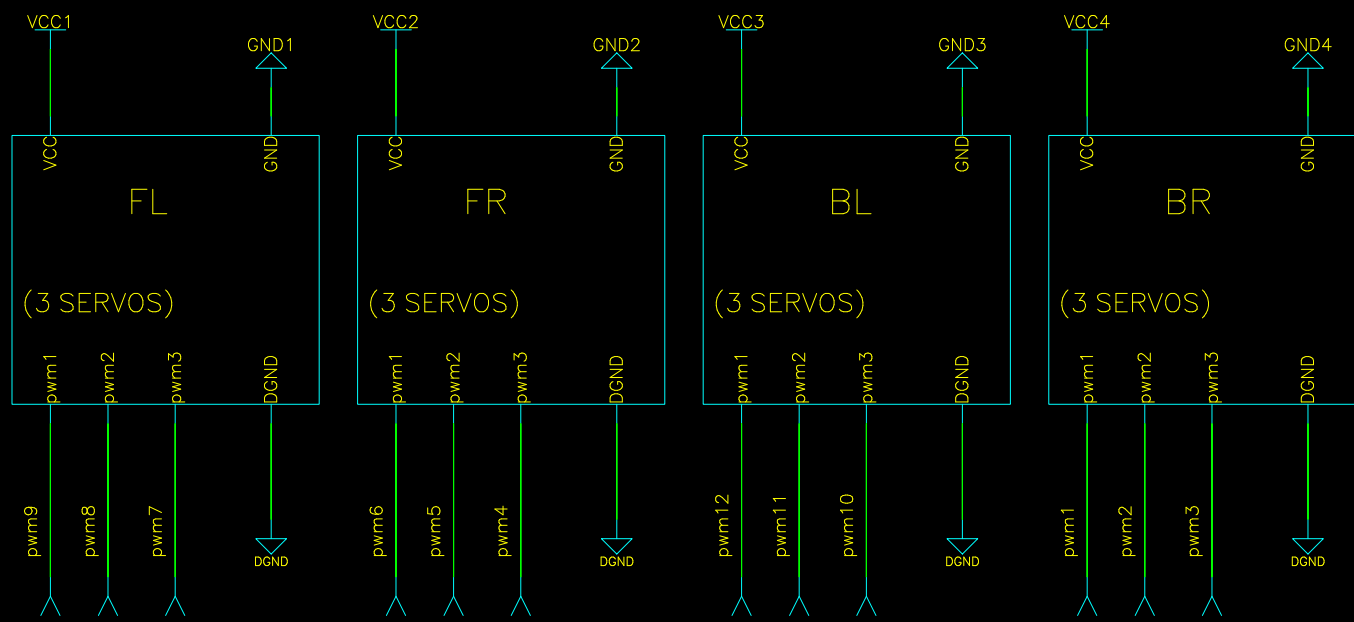 VCC1
VCC2
VCC3
VCC4
GND1
GND2
GND3
GND4
VCC
GND
VCC
GND
VCC
GND
VCC
GND
FL
FR
BL
BR
(3 SERVOS)
(3 SERVOS)
(3 SERVOS)
(3 SERVOS)
pwm1
pwm2
pwm3
DGND
pwm1
pwm2
pwm3
DGND
pwm1
pwm2
pwm3
DGND
pwm1
pwm2
pwm3
DGND
pwm9
pwm8
pwm7
pwm6
pwm5
pwm4
pwm12
pwm11
pwm10
pwm1
pwm2
pwm3
DGND
DGND
DGND
DGND